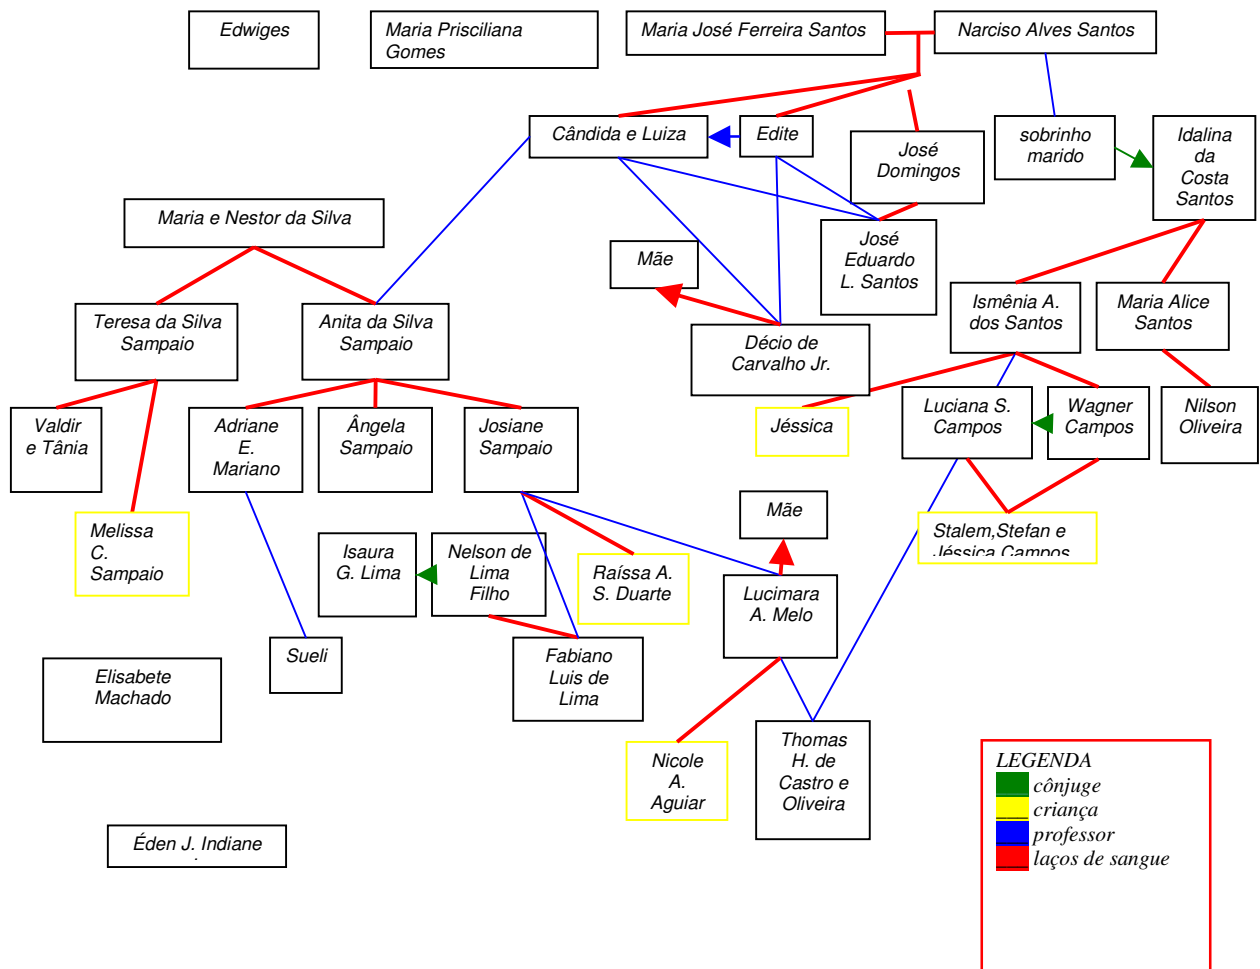 Edwiges
Maria Prisciliana
Gomes
Maria José Ferreira Santos
Narciso Alves Santos
Cândida e Luiza
Edite
José
Domingos
sobrinho
marido
Idalina
da
Costa
Santos
Maria e Nestor da Silva
Mãe
José
Eduardo
L. Santos
Teresa da Silva
Sampaio
Anita da Silva
Sampaio
Décio de
Carvalho Jr.
Ismênia A.
dos Santos
Maria Alice
Santos
Valdir
e Tânia
Adriane
E.
Mariano
Ângela
Sampaio
Josiane
Sampaio
Jéssica
Luciana S.
Campos
Wagner
Campos
Nilson
Oliveira
Melissa
C.
Sampaio
Isaura
G. Lima
Nelson de
Lima
Filho
Raíssa A.
S. Duarte
Mãe
Lucimara
A. Melo
Stalem,Stefan e
Jéssica Campos
Elisabete
Machado
Sueli
Fabiano
Luis de
Lima
Nicole
A.
Aguiar
Thomas
H. de
Castro e
Oliveira
Éden J. Indiane
LEGENDA
cônjuge
criança
professor
laços de sangue